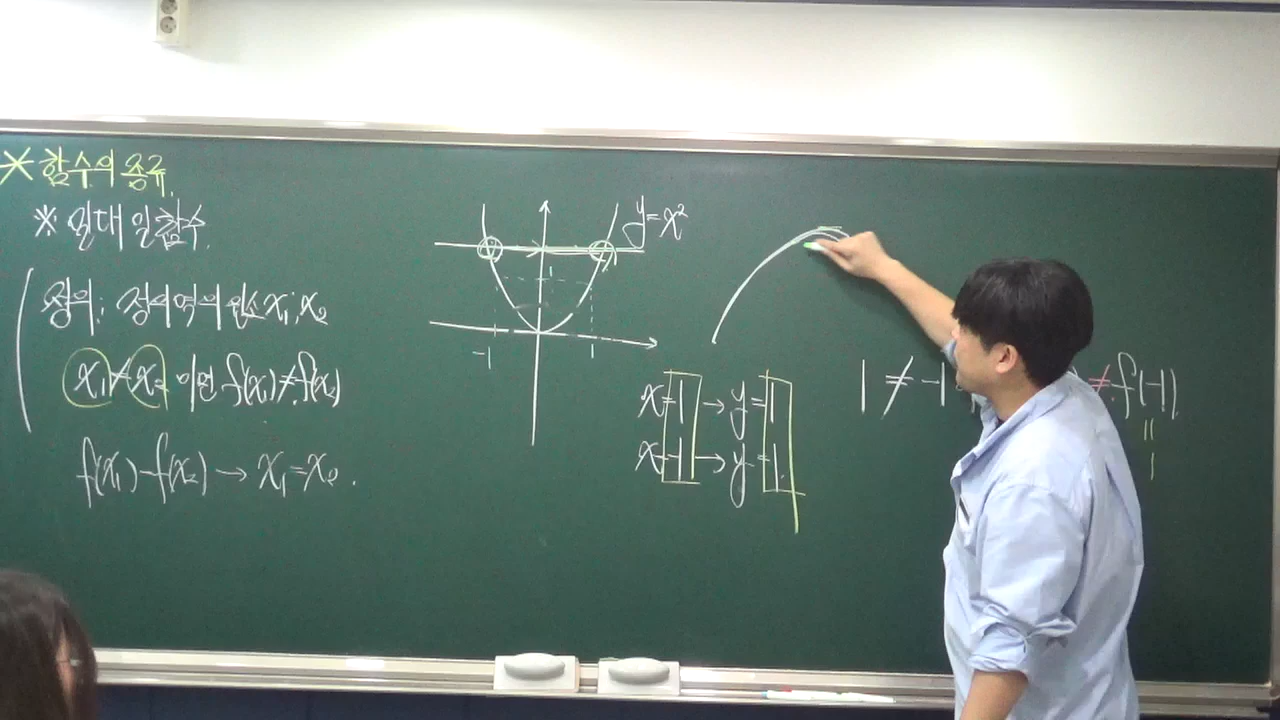 * 함수의 종류.
※ 일대일함수.
정의: 정의역의 원소 x₁, x₂
x₁≠x₂ 이면 f(x₁)≠f(x₂)
f(x₁)=f(x₂) → x₁=x₂.
y=x²
1
-1 1
x=1 → y=1
x=-1 → y=1.
1 ≠ -1
≠ f(-1).
||
1